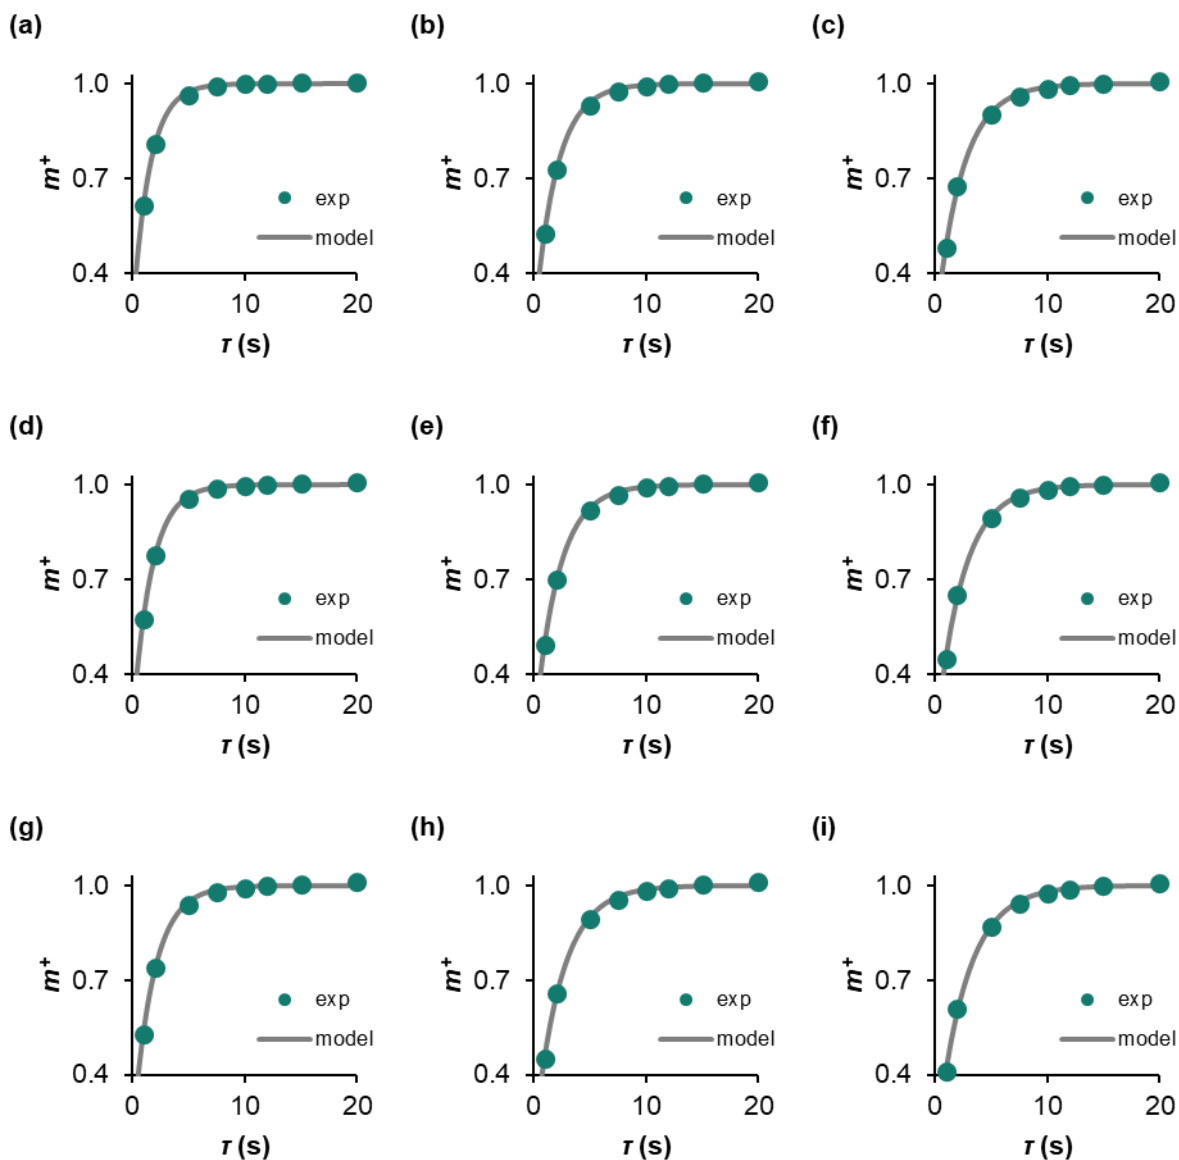 (a)
(b)
(c)
1.0
0.7
0.4
m⁺
exp
model
0
10
20
τ (s)
1.0
0.7
0.4
m⁺
exp
model
0
10
20
τ (s)
1.0
0.7
0.4
m⁺
exp
model
0
10
20
τ (s)
(d)
(e)
(f)
1.0
0.7
0.4
m⁺
exp
model
0
10
20
τ (s)
1.0
0.7
0.4
m⁺
exp
model
0
10
20
τ (s)
1.0
0.7
0.4
m⁺
exp
model
0
10
20
τ (s)
(g)
(h)
(i)
1.0
0.7
0.4
m⁺
exp
model
0
10
20
τ (s)
1.0
0.7
0.4
m⁺
exp
model
0
10
20
τ (s)
1.0
0.7
0.4
m⁺
exp
model
0
10
20
τ (s)